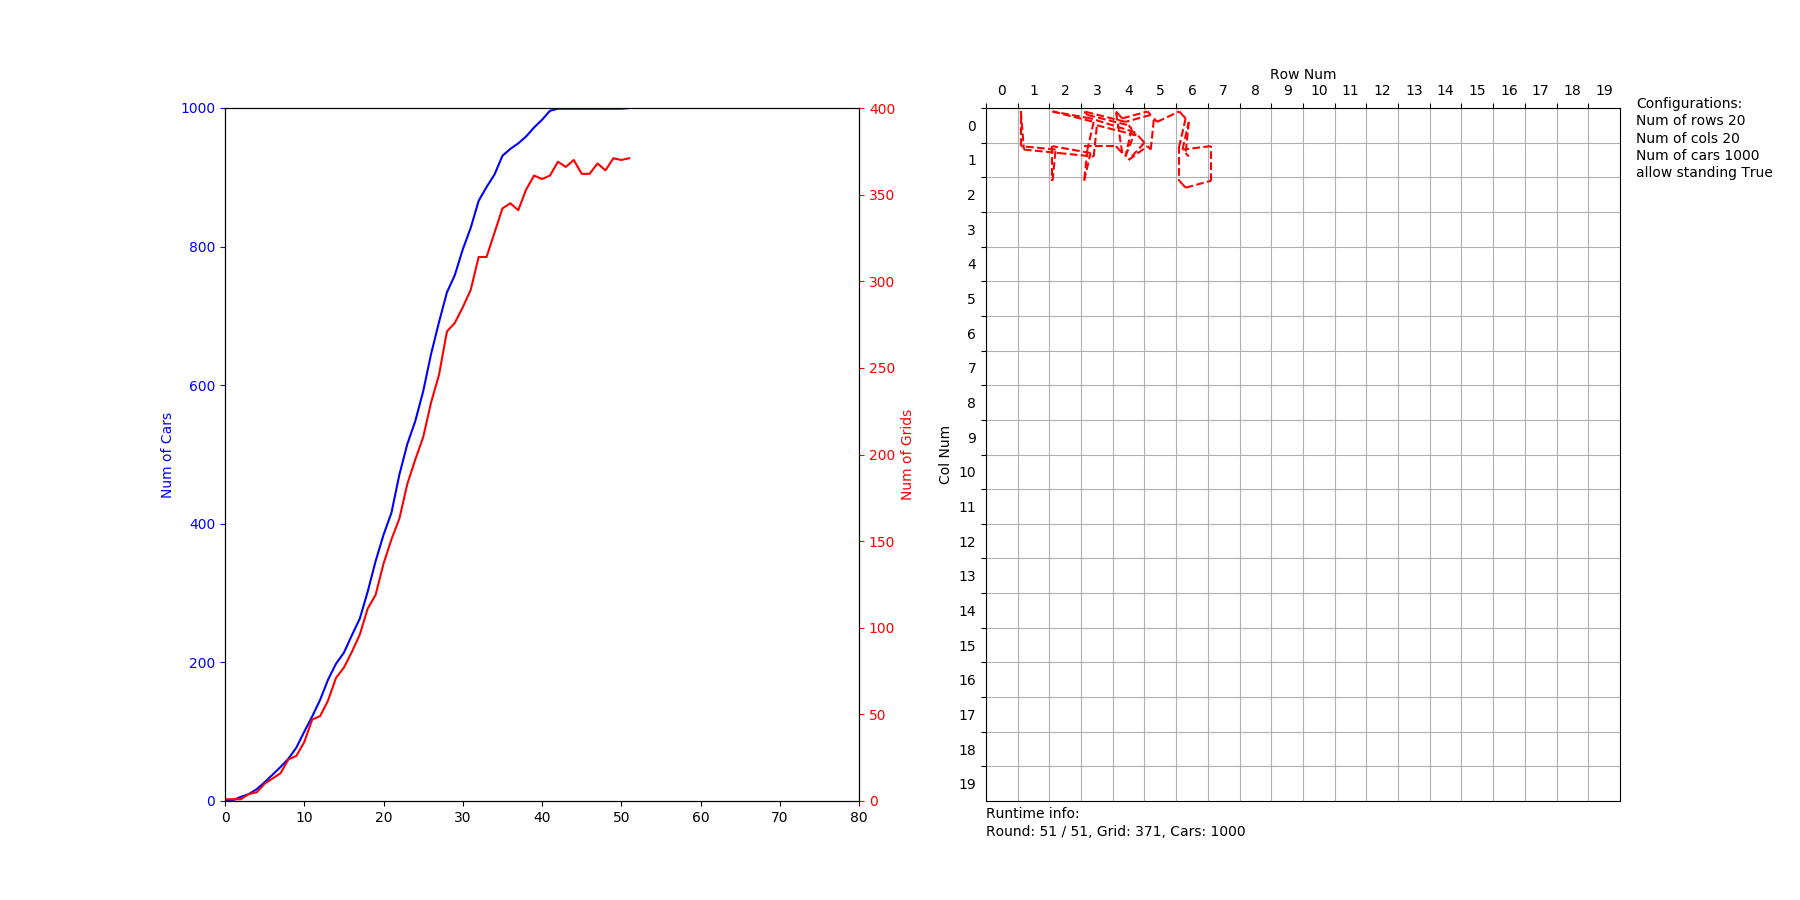 Num of Cars
1000
800
600
400
200
0
0 10 20 30 40 50 60 70 80
400
350
300
250
200
150
100
50
0
Num of Grids
Row Num
0 1 2 3 4 5 6 7 8 9 10 11 12 13 14 15 16 17 18 19
Col Num
0
1
2
3
4
5
6
7
8
9
10
11
12
13
14
15
16
17
18
19
Configurations:
Num of rows 20
Num of cols 20
Num of cars 1000
allow standing True
Runtime info:
Round: 51 / 51, Grid: 371, Cars: 1000